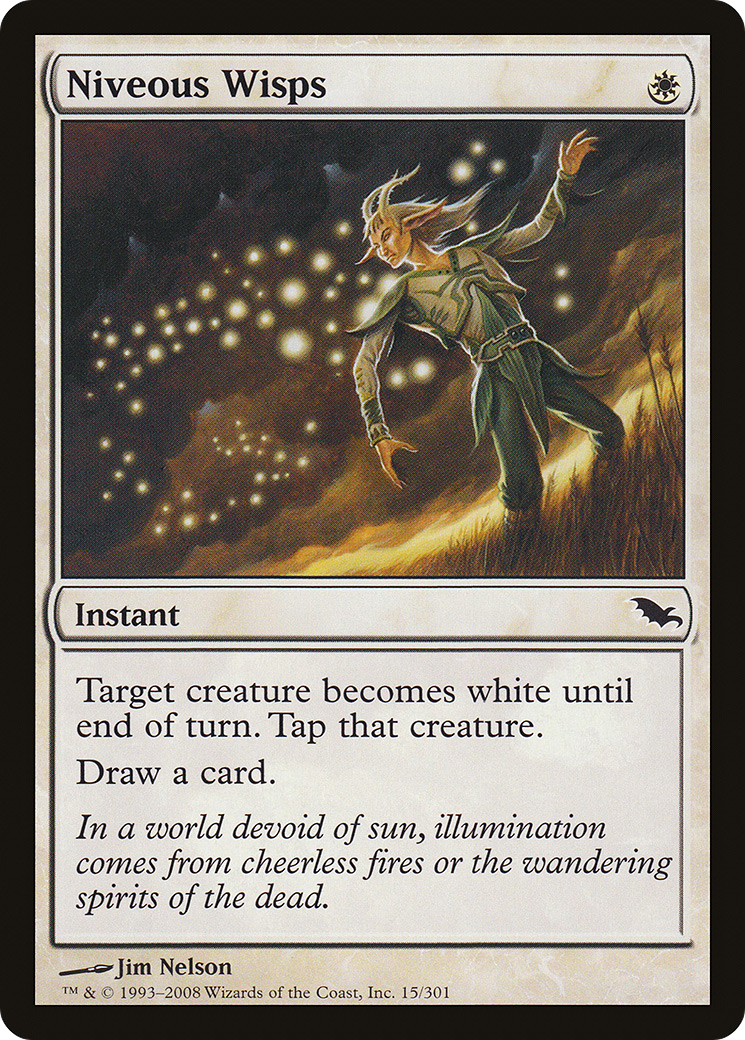 Niveous Wisps
Instant
Target creature becomes white until
end of turn. Tap that creature.
Draw a card.
In a world devoid of sun, illumination
comes from cheerless fires or the wandering
spirits of the dead.
Jim Nelson
™ & © 1993–2008 Wizards of the Coast, Inc. 15/301